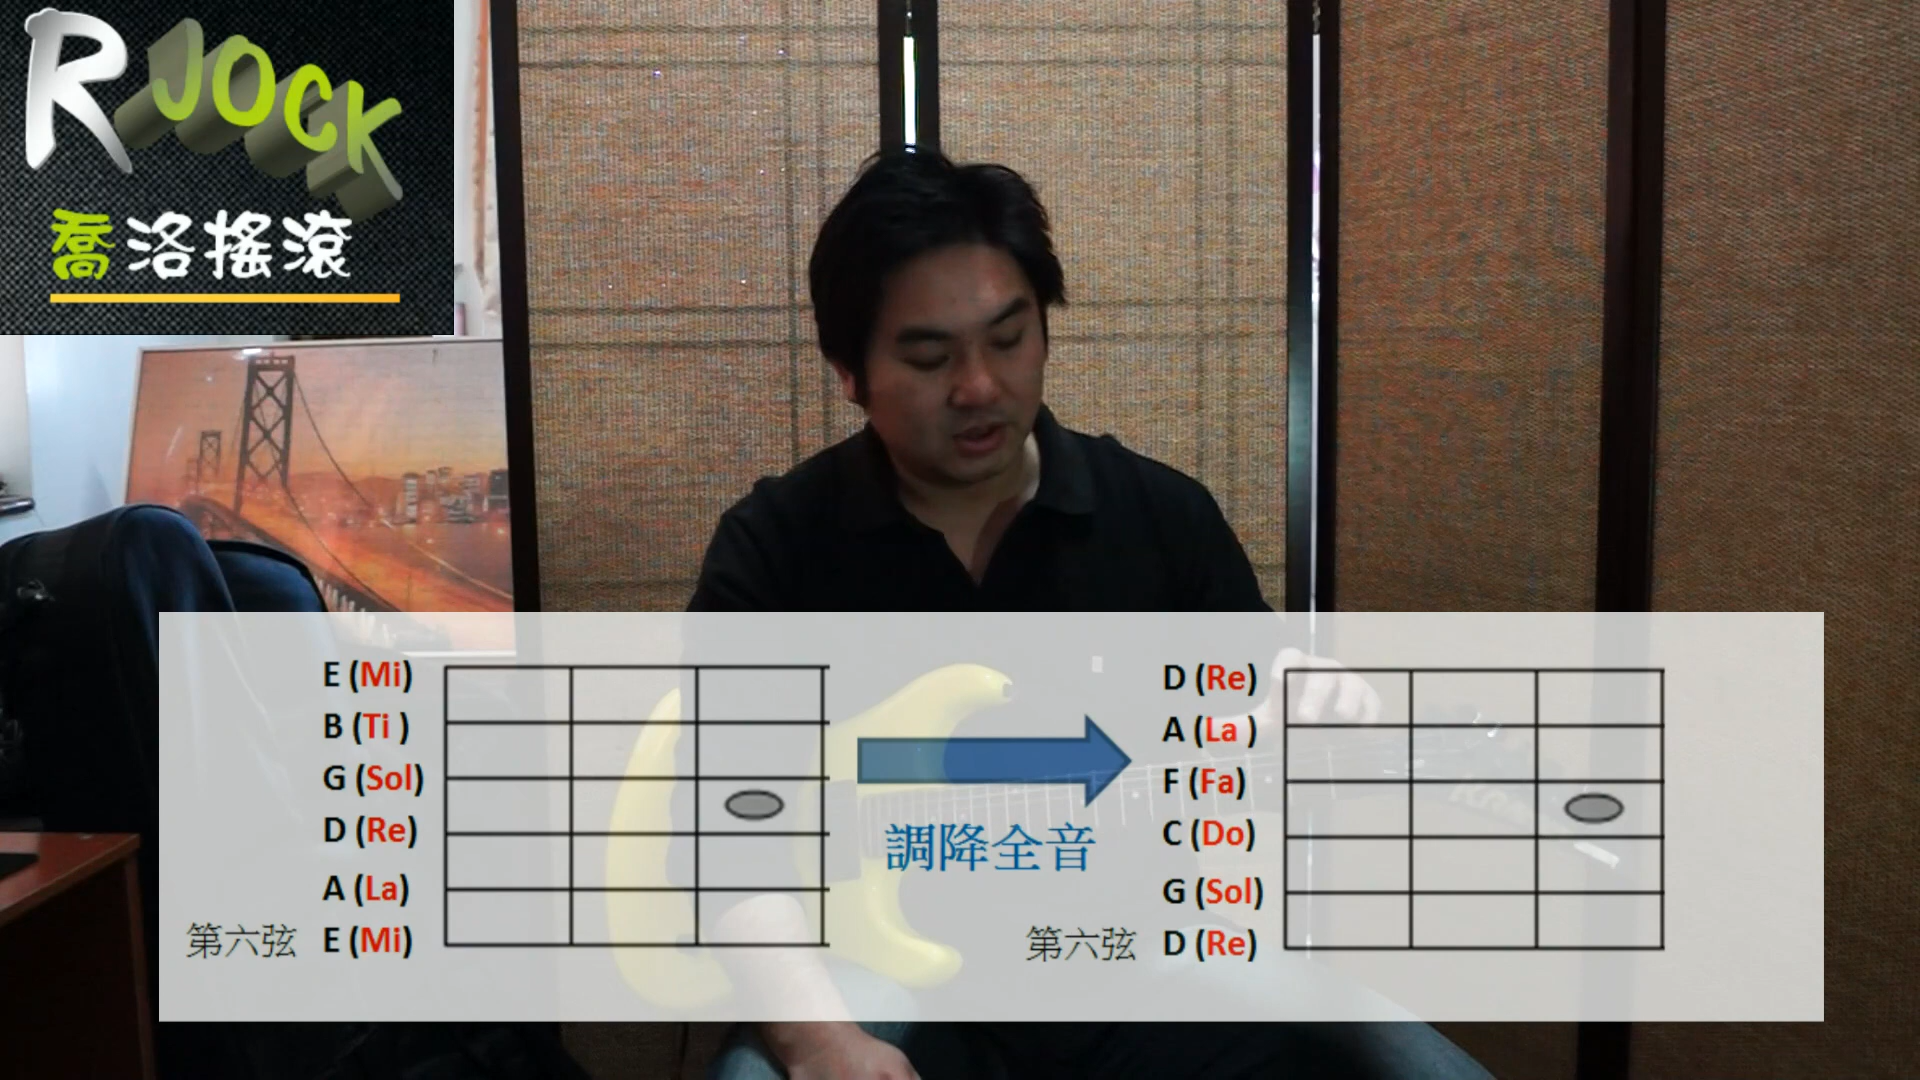 R JOCK
喬洛搖滾
E (Mi)
B (Ti )
G (Sol)
D (Re)
A (La)
第六弦 E (Mi)
調降全音
D (Re)
A (La )
F (Fa)
C (Do)
G (Sol)
第六弦 D (Re)